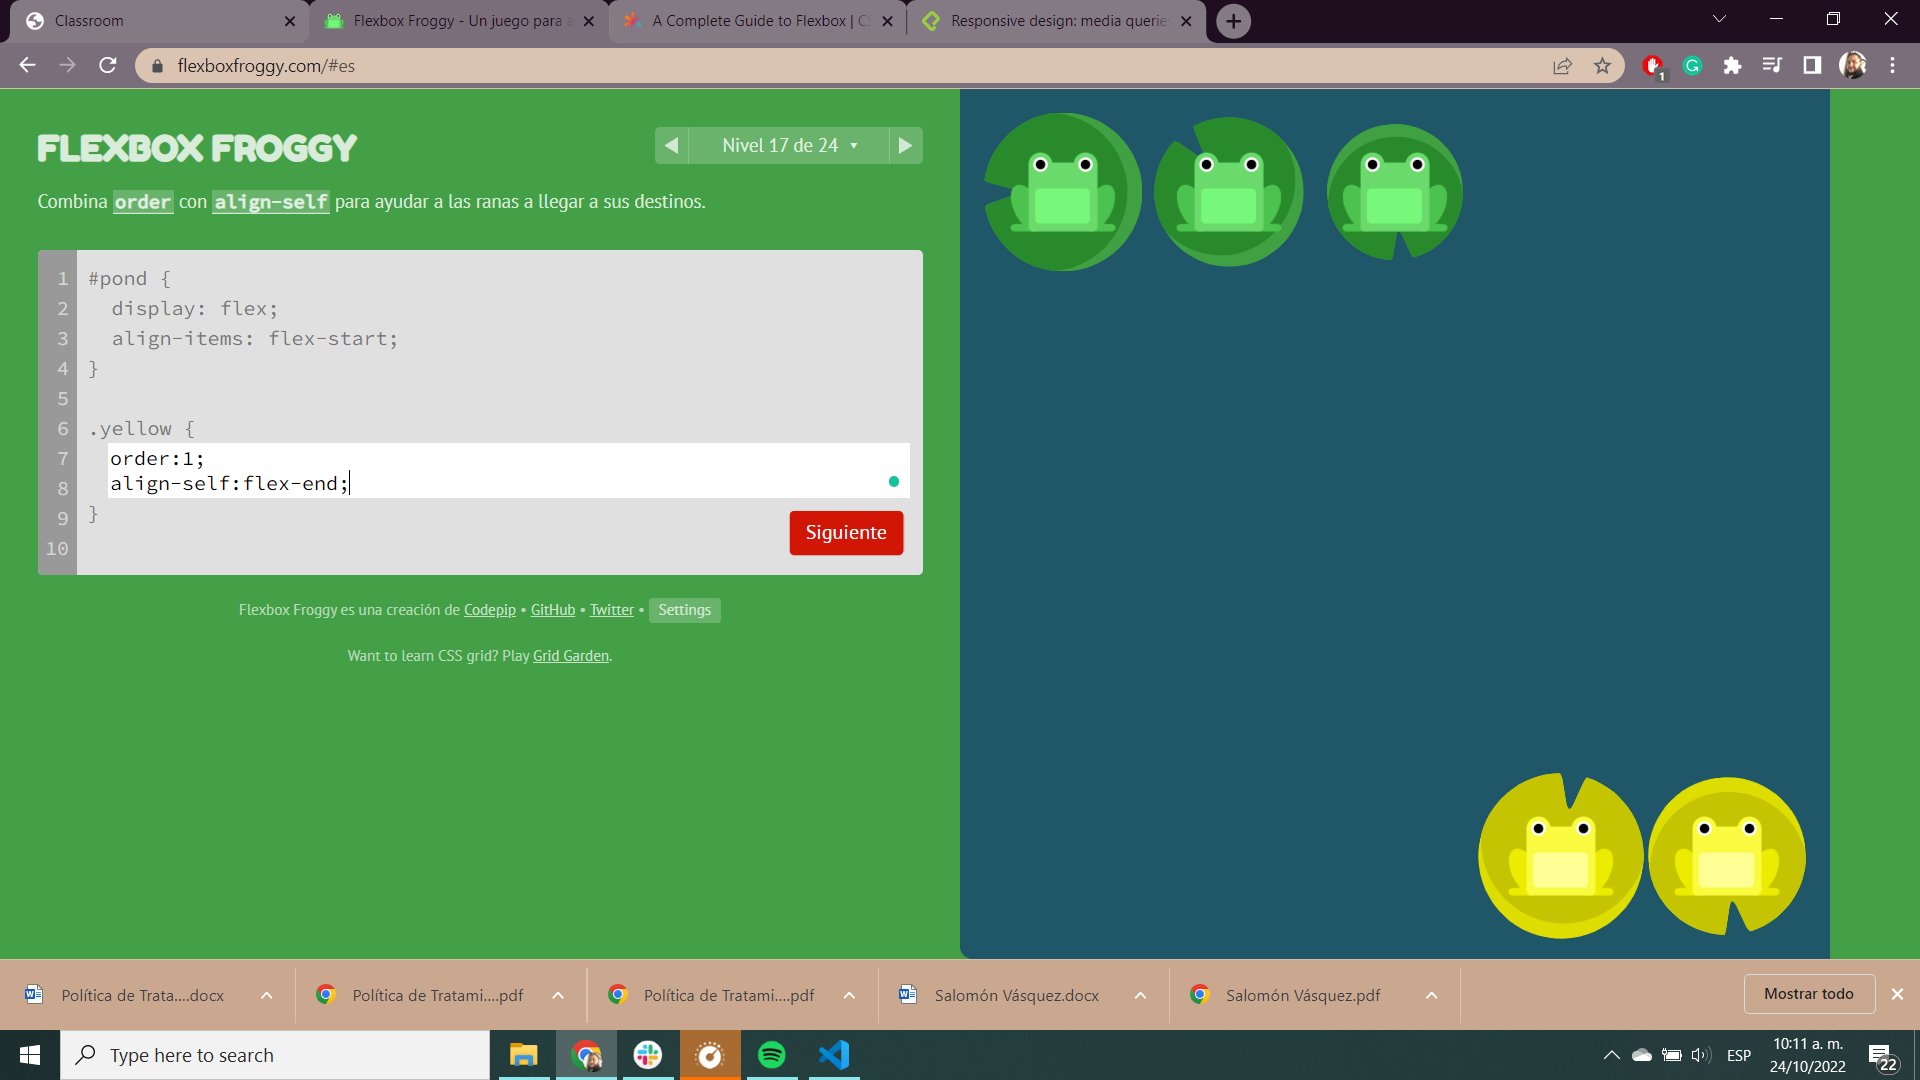 Classroom
Flexbox Froggy - Un juego para a
A Complete Guide to Flexbox | CS
Responsive design: media querie
flexboxfroggy.com/#es
1
FLEXBOX FROGGY
Nivel 17 de 24
Combina order con align-self para ayudar a las ranas a llegar a sus destinos.
1 #pond {
2 display: flex;
3 align-items: flex-start;
4 }
5
6 .yellow {
7 order:1;
8 align-self:flex-end;
9 }
10
Siguiente
Flexbox Froggy es una creación de Codepip • GitHub • Twitter • Settings
Want to learn CSS grid? Play Grid Garden.
Política de Trata....docx
Política de Tratami....pdf
Política de Tratami....pdf
Salomón Vásquez.docx
Salomón Vásquez.pdf
Mostrar todo
Type here to search
ESP
10:11 a. m.
24/10/2022
22